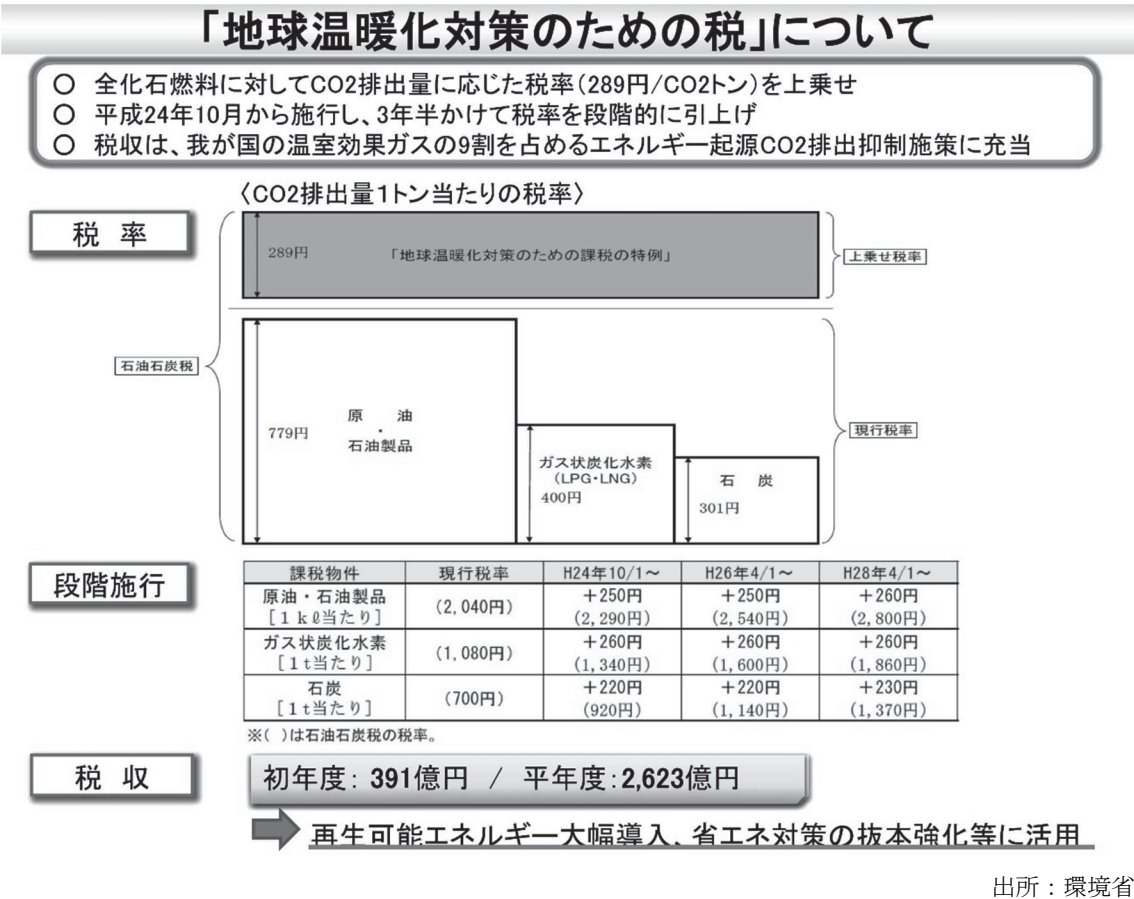 「地球温暖化対策のための税」について
○ 全化石燃料に対してCO2排出量に応じた税率(289円/CO2トン)を上乗せ
○ 平成24年10月から施行し、3年半かけて税率を段階的に引上げ
○ 税収は、我が国の温室効果ガスの9割を占めるエネルギー起源CO2排出抑制施策に充当
〈CO2排出量1トン当たりの税率〉
税 率
289円 「地球温暖化対策のための課税の特例」
上乗せ税率
石油石炭税
779円
原 油
・
石油製品
現行税率
ガス状炭化水素
(LPG・LNG)
400円
石 炭
301円
段階施行
課税物件 現行税率 H24年10/1～ H26年4/1～ H28年4/1～
原油・石油製品 +250円 +250円 +260円
[1kℓ当たり] (2,040円) (2,290円) (2,540円) (2,800円)
ガス状炭化水素 +260円 +260円 +260円
[1t当たり] (1,080円) (1,340円) (1,600円) (1,860円)
石炭 +220円 +220円 +230円
[1t当たり] (700円) (920円) (1,140円) (1,370円)
※( )は石油石炭税の税率。
税 収
初年度: 391億円 / 平年度:2,623億円
再生可能エネルギー大幅導入、省エネ対策の抜本強化等に活用
出所：環境省